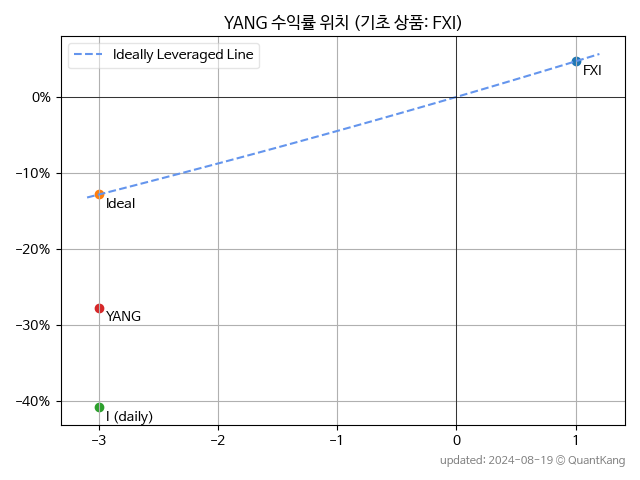 YANG 수익률 위치 (기초 상품: FXI)
Ideally Leveraged Line
FXI
0%
-10%
Ideal
-20%
YANG
-30%
-40%
I (daily)
-3
-2
-1
0
1
updated: 2024-08-19 © QuantKang